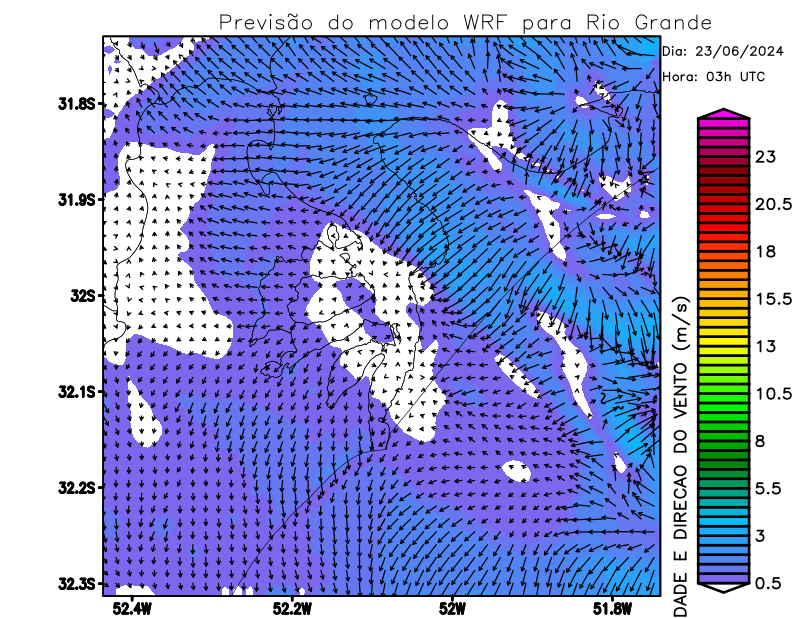 Previsão do modelo WRF para Rio Grande
Dia: 23/06/2024
Hora: 03h UTC
31.8S
31.9S
32S
32.1S
32.2S
32.3S
52.4W
52.2W
52W
51.8W
23
20.5
18
15.5
13
10.5
8
5.5
3
0.5
DADE E DIRECAO DO VENTO (m/s)